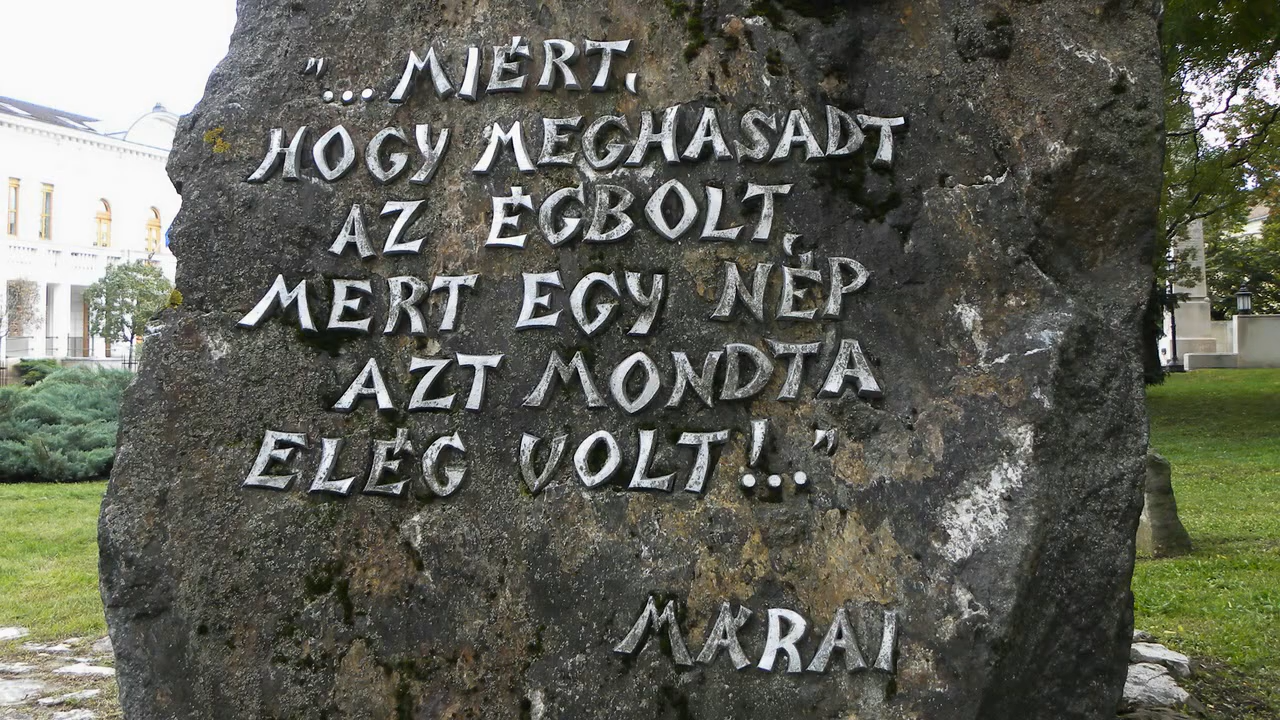 "...MIÉRT,
HOGY MEGHASADT
AZ ÉGBOLT,
MERT EGY NÉP
AZT MONDTA
ELÉG VOLT!.."
MÁRAI